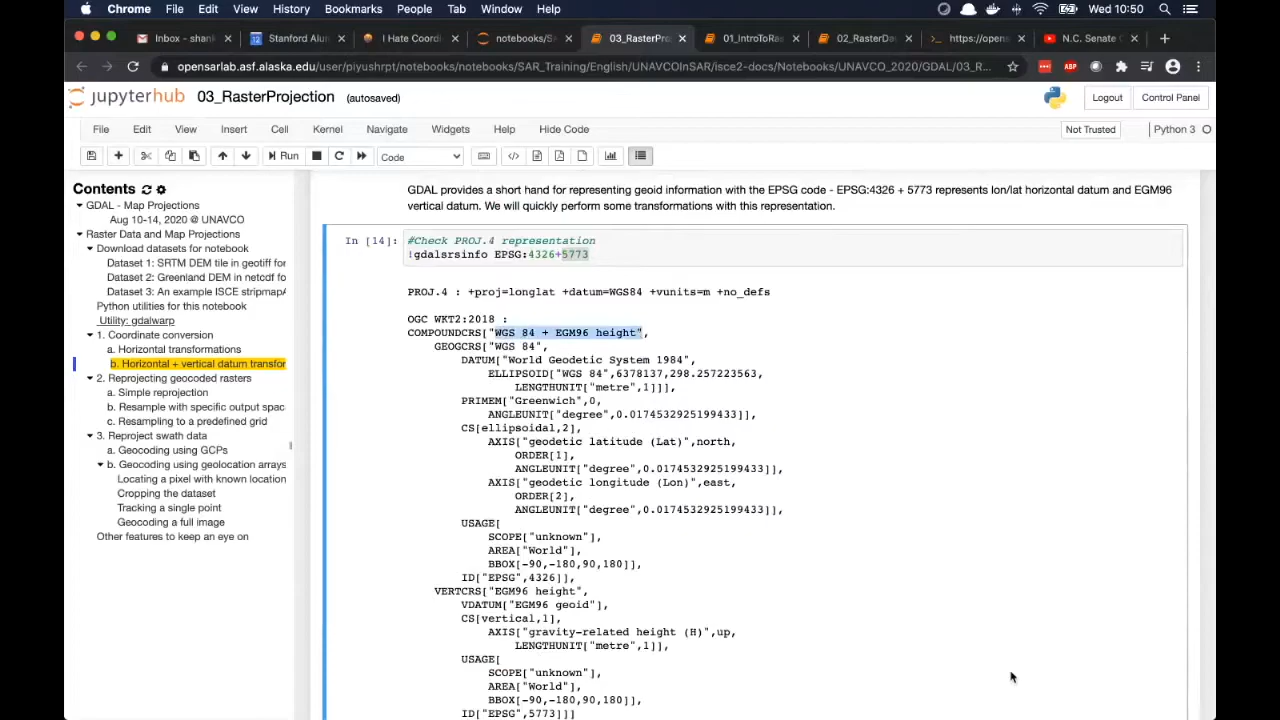 Chrome File Edit View History Bookmarks People Tab Window Help Wed 10:50
Inbox - shank
Stanford Alun
I Hate Coordi
notebooks/SA
03_RasterProj
01_IntroToRas
02_RasterDat
https://opens
N.C. Senate C
opensarlab.asf.alaska.edu/user/piyushrpt/notebooks/notebooks/SAR_Training/English/UNAVCOInSAR/isce2-docs/Notebooks/UNAVCO_2020/GDAL/03_R...
jupyterhub 03_RasterProjection (autosaved) Logout Control Panel
File Edit View Insert Cell Kernel Navigate Widgets Help Hide Code Not Trusted Python 3
Run Code
Contents
GDAL - Map Projections
Aug 10-14, 2020 @ UNAVCO
Raster Data and Map Projections
Download datasets for notebook
Dataset 1: SRTM DEM tile in geotiff for
Dataset 2: Greenland DEM in netcdf fo
Dataset 3: An example ISCE stripmapA
Python utilities for this notebook
Utility: gdalwarp
1. Coordinate conversion
a. Horizontal transformations
b. Horizontal + vertical datum transfor
2. Reprojecting geocoded rasters
a. Simple reprojection
b. Resample with specific output spac
c. Resampling to a predefined grid
3. Reproject swath data
a. Geocoding using GCPs
b. Geocoding using geolocation arrays
Locating a pixel with known location
Cropping the dataset
Tracking a single point
Geocoding a full image
Other features to keep an eye on
GDAL provides a short hand for representing geoid information with the EPSG code - EPSG:4326 + 5773 represents lon/lat horizontal datum and EGM96
vertical datum. We will quickly perform some transformations with this representation.
In [14]: #Check PROJ.4 representation
!gdalsrsinfo EPSG:4326+5773
PROJ.4 : +proj=longlat +datum=WGS84 +vunits=m +no_defs
OGC WKT2:2018 :
COMPOUNDCRS["WGS 84 + EGM96 height",
GEOGCRS["WGS 84",
DATUM["World Geodetic System 1984",
ELLIPSOID["WGS 84",6378137,298.257223563,
LENGTHUNIT["metre",1]]],
PRIMEM["Greenwich",0,
ANGLEUNIT["degree",0.0174532925199433]],
CS[ellipsoidal,2],
AXIS["geodetic latitude (Lat)",north,
ORDER[1],
ANGLEUNIT["degree",0.0174532925199433]],
AXIS["geodetic longitude (Lon)",east,
ORDER[2],
ANGLEUNIT["degree",0.0174532925199433]],
USAGE[
SCOPE["unknown"],
AREA["World"],
BBOX[-90,-180,90,180]],
ID["EPSG",4326]],
VERTCRS["EGM96 height",
VDATUM["EGM96 geoid"],
CS[vertical,1],
AXIS["gravity-related height (H)",up,
LENGTHUNIT["metre",1]],
USAGE[
SCOPE["unknown"],
AREA["World"],
BBOX[-90,-180,90,180]],
ID["EPSG",5773]]]